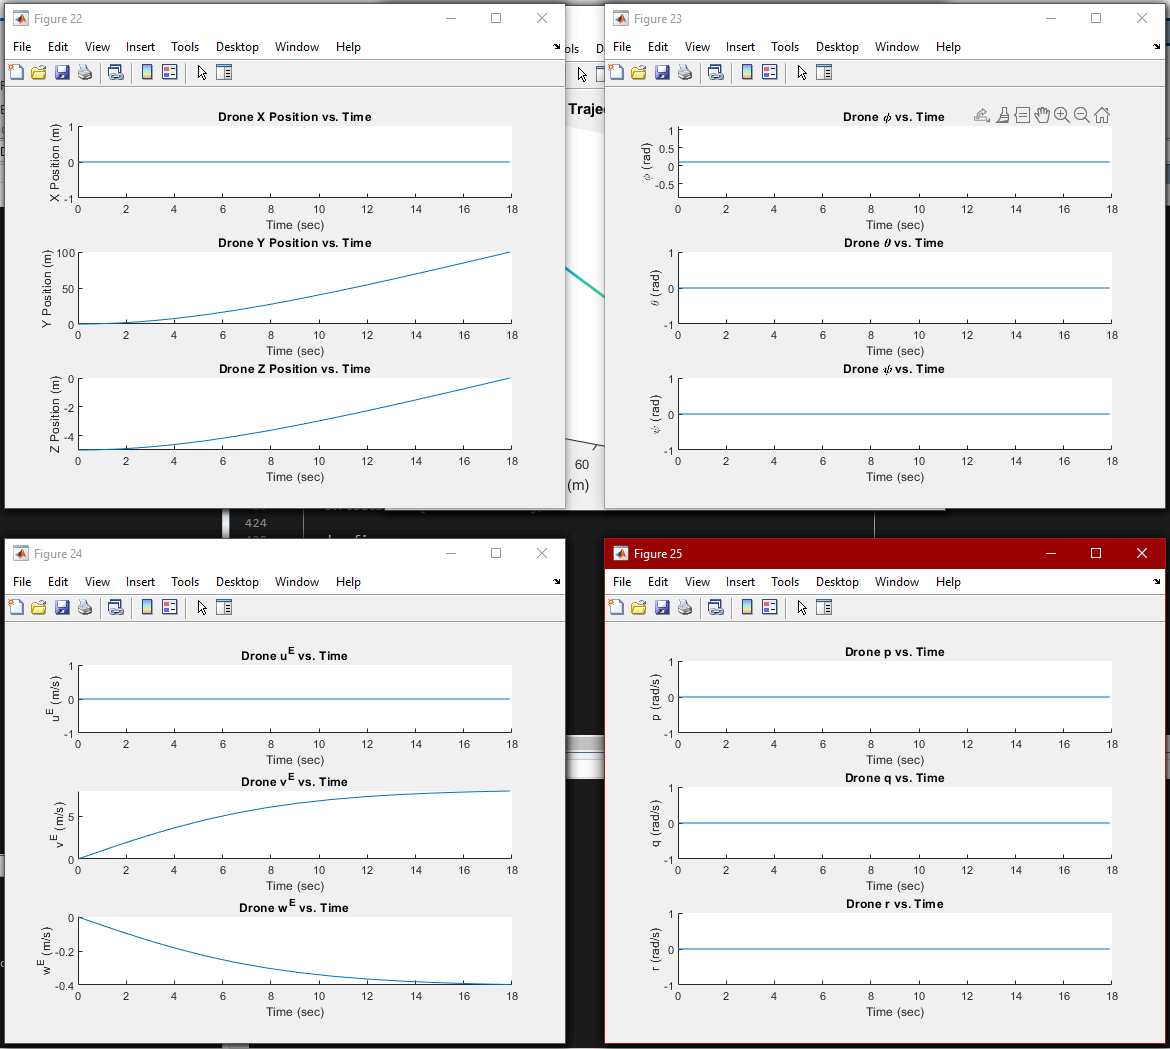 Figure 22
File Edit View Insert Tools Desktop Window Help
Drone X Position vs. Time
X Position (m)
1
0
-1
0 2 4 6 8 10 12 14 16 18
Time (sec)
Drone Y Position vs. Time
Y Position (m)
100
50
0
0 2 4 6 8 10 12 14 16 18
Time (sec)
Drone Z Position vs. Time
Z Position (m)
0
-2
-4
0 2 4 6 8 10 12 14 16 18
Time (sec)
ols D
Traje
60
(m)
Figure 23
File Edit View Insert Tools Desktop Window Help
Drone ϕ vs. Time
ϕ (rad)
1
0.5
0
-0.5
0 2 4 6 8 10 12 14 16 18
Time (sec)
Drone θ vs. Time
θ (rad)
1
0
-1
0 2 4 6 8 10 12 14 16 18
Time (sec)
Drone ψ vs. Time
ψ (rad)
1
0
-1
0 2 4 6 8 10 12 14 16 18
Time (sec)
424
Figure 24
File Edit View Insert Tools Desktop Window Help
Drone u^E vs. Time
u^E (m/s)
1
0
-1
0 2 4 6 8 10 12 14 16 18
Time (sec)
Drone v^E vs. Time
v^E (m/s)
5
0
0 2 4 6 8 10 12 14 16 18
Time (sec)
Drone w^E vs. Time
w^E (m/s)
0
-0.2
-0.4
0 2 4 6 8 10 12 14 16 18
Time (sec)
Figure 25
File Edit View Insert Tools Desktop Window Help
Drone p vs. Time
p (rad/s)
1
0
-1
0 2 4 6 8 10 12 14 16 18
Time (sec)
Drone q vs. Time
q (rad/s)
1
0
-1
0 2 4 6 8 10 12 14 16 18
Time (sec)
Drone r vs. Time
r (rad/s)
1
0
-1
0 2 4 6 8 10 12 14 16 18
Time (sec)